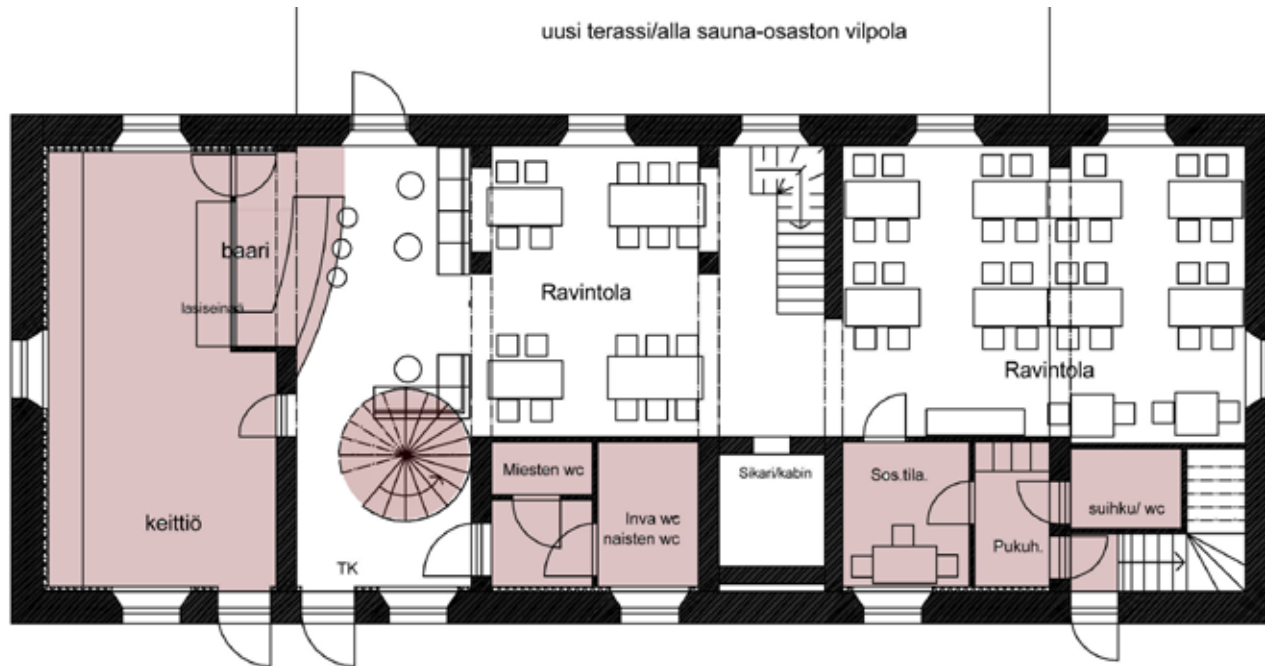 uusi terassi/alla sauna-osaston vilpola
baari
lasiseinää
Ravintola
Ravintola
Miesten wc
Sikari/kabin
Sos.tila.
suihku/ wc
keittiö
Inva wc
naisten wc
Pukuh.
TK